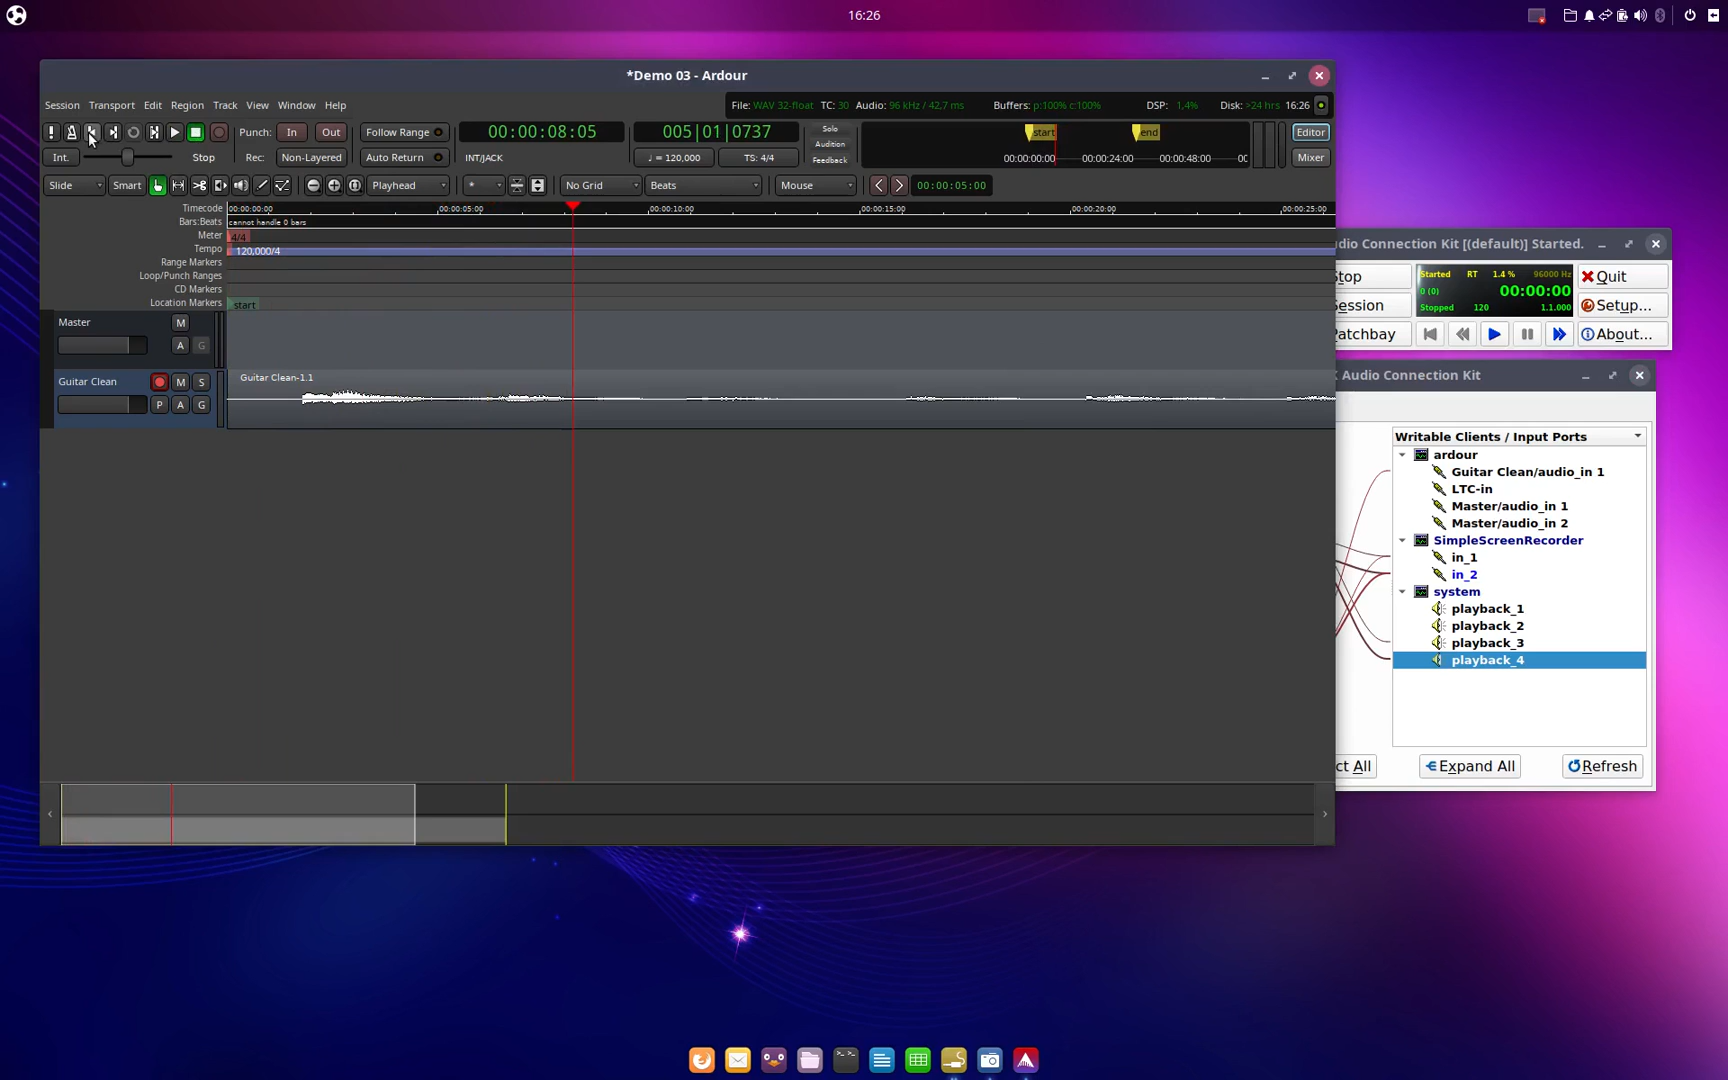 16:26
*Demo 03 - Ardour
Session Transport Edit Region Track View Window Help
File: WAV 32-float TC: 30 Audio: 96 kHz / 42,7 ms Buffers: p:100% c:100% DSP: 1,4% Disk: >24 hrs 16:26
Punch: In Out Follow Range 00:00:08:05 005|01|0737 Solo start end Editor
Audition
Int. Stop Rec: Non-Layered Auto Return INT/JACK ♩ = 120,000 TS: 4/4 Feedback 00:00:00:00 00:00:24:00 00:00:48:00 00 Mixer
Slide Smart Playhead * No Grid Beats Mouse 00:00:05:00
Timecode 00:00:00:00 00:00:05:00 00:00:10:00 00:00:15:00 00:00:20:00 00:00:25:00
Bars:Beats cannot handle 0 bars
Meter 4/4
Tempo 120,000/4
Range Markers
Loop/Punch Ranges
CD Markers
Location Markers start
Master M
A G
Guitar Clean M S Guitar Clean-1.1
P A G
dio Connection Kit [(default)] Started.
top Started RT 1.4 % 96000 Hz Quit
0 (0) 00:00:00
ession Stopped 120 1.1.000 Setup...
atchbay About...
Audio Connection Kit
Writable Clients / Input Ports
ardour
Guitar Clean/audio_in 1
LTC-in
Master/audio_in 1
Master/audio_in 2
SimpleScreenRecorder
in_1
in_2
system
playback_1
playback_2
playback_3
playback_4
ct All Expand All Refresh